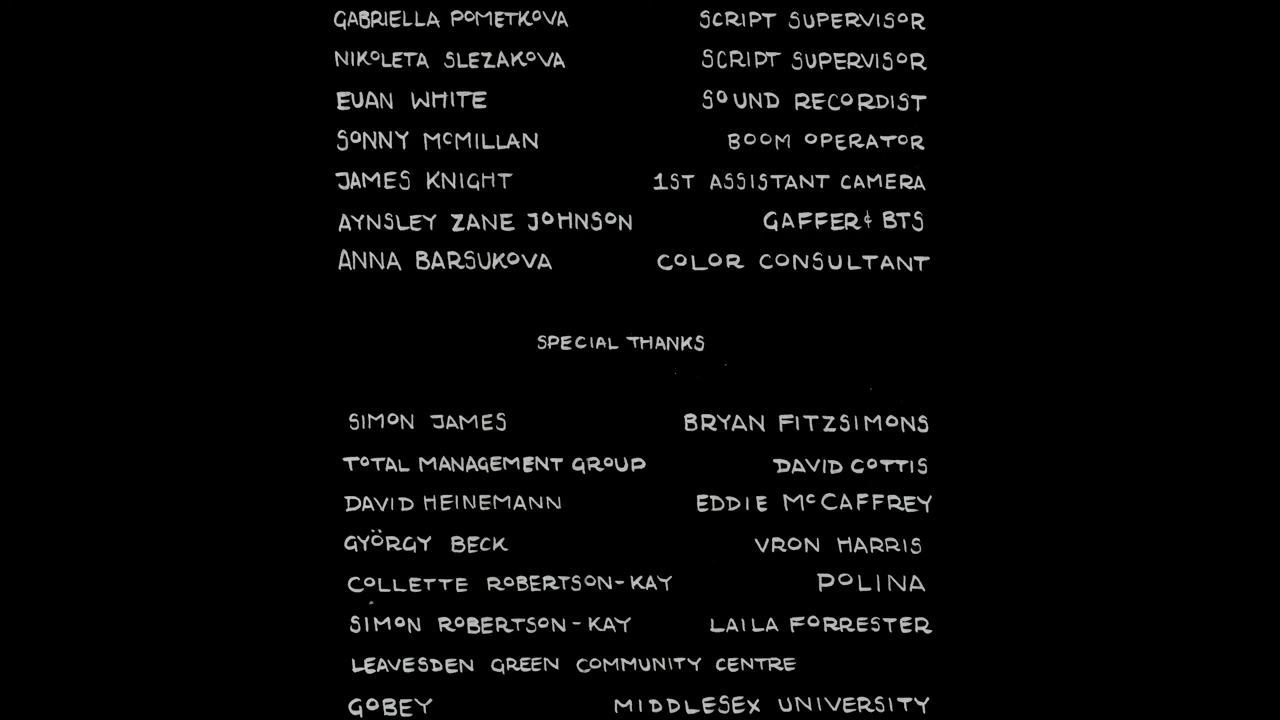 GABRIELLA POMETKOVA SCRIPT SUPERVISOR
NIKOLETA SLEZAKOVA SCRIPT SUPERVISOR
EUAN WHITE SOUND RECORDIST
SONNY McMILLAN BOOM OPERATOR
JAMES KNIGHT 1ST ASSISTANT CAMERA
AYNSLEY ZANE JOHNSON GAFFER & BTS
ANNA BARSUKOVA COLOR CONSULTANT
SPECIAL THANKS
SIMON JAMES BRYAN FITZSIMONS
TOTAL MANAGEMENT GROUP DAVID COTTIS
DAVID HEINEMANN EDDIE McCAFFREY
GYÖRGY BECK VRON HARRIS
COLLETTE ROBERTSON-KAY POLINA
SIMON ROBERTSON-KAY LAILA FORRESTER
LEAVESDEN GREEN COMMUNITY CENTRE
GOBEY MIDDLESEX UNIVERSITY